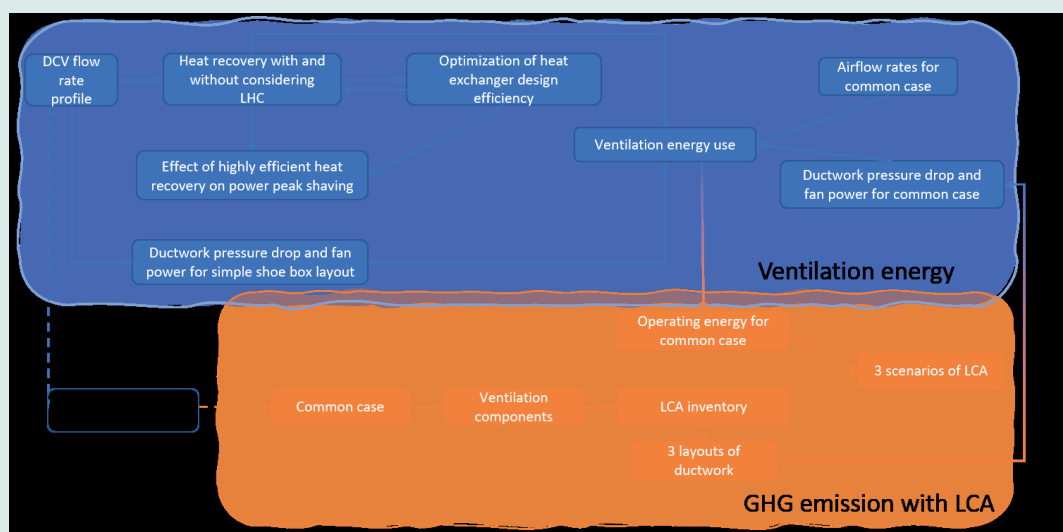 DCV flow
rate
profile
Heat recovery with and
without considering
LHC
Optimization of heat
exchanger design
efficiency
Airflow rates for
common case
Effect of highly efficient heat
recovery on power peak shaving
Ventilation energy use
Ductwork pressure drop and
fan power for common case
Ductwork pressure drop and fan
power for simple shoe box layout
Ventilation energy
Operating energy for
common case
3 scenarios of LCA
Common case
Ventilation
components
LCA inventory
3 layouts of
ductwork
GHG emission with LCA